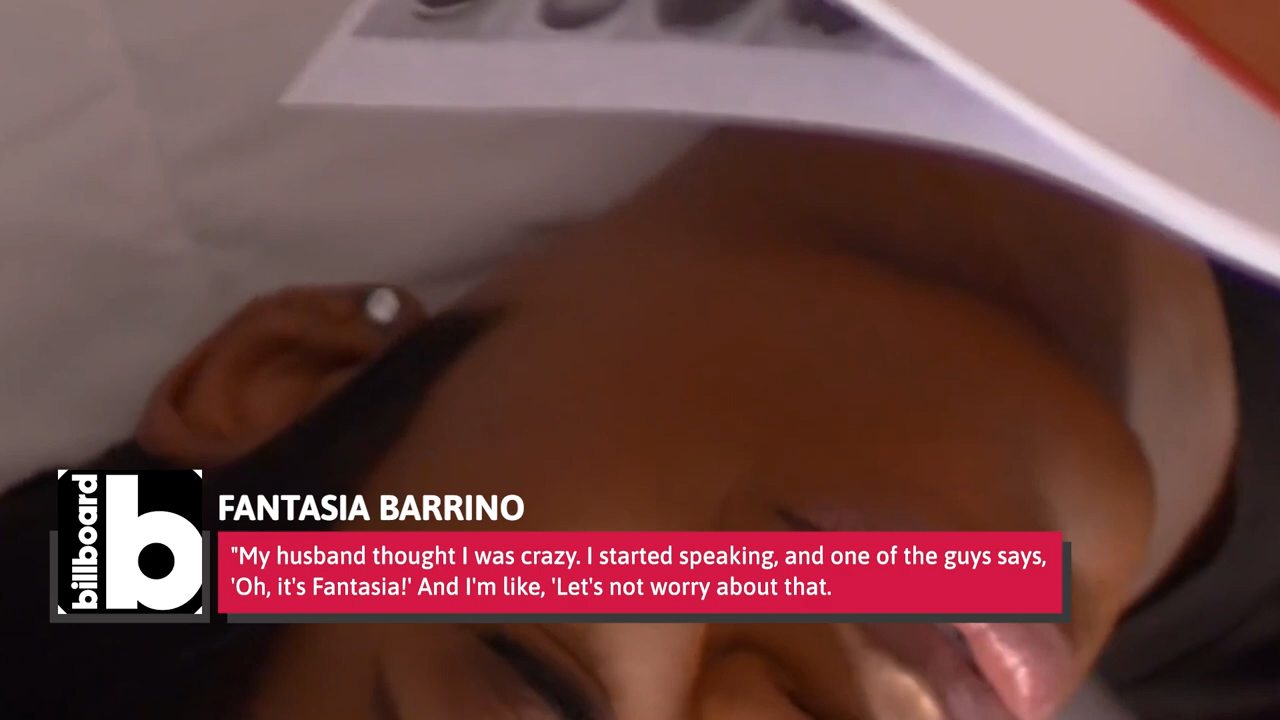 billboard
b
FANTASIA BARRINO
"My husband thought I was crazy. I started speaking, and one of the guys says,
'Oh, it's Fantasia!' And I'm like, 'Let's not worry about that.